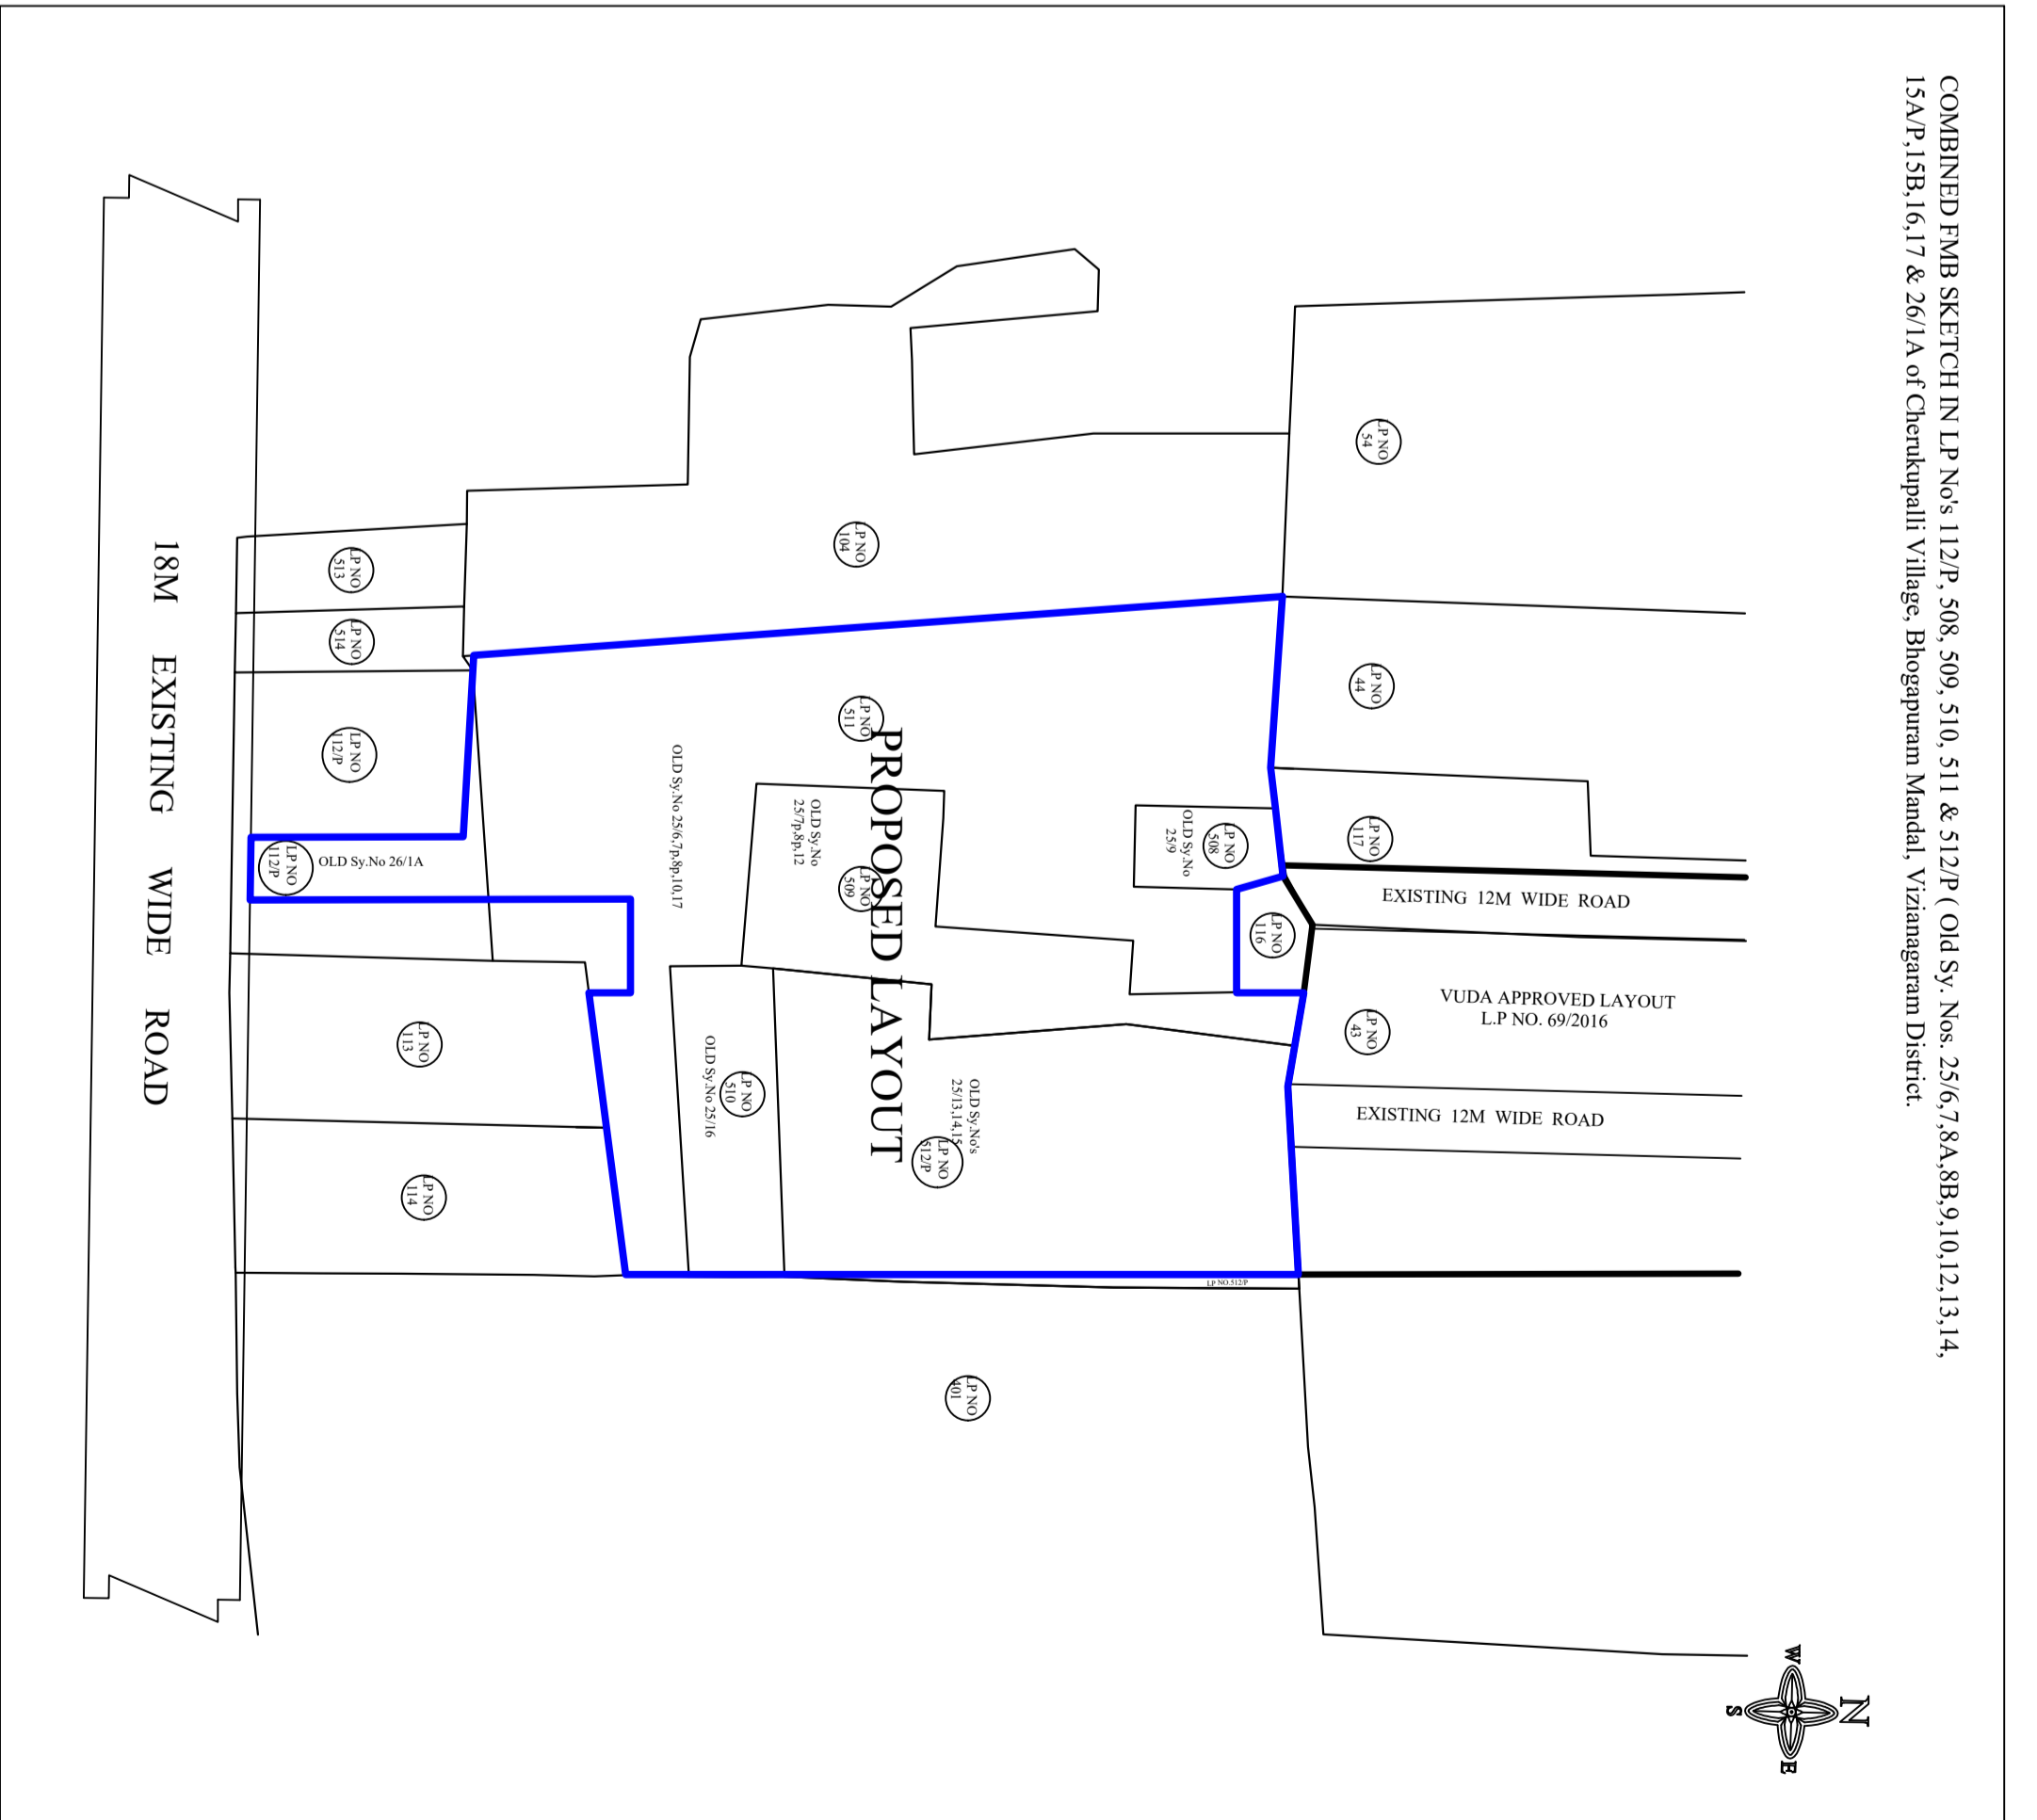 COMBINED FMB SKETCH IN LP No's 112/P, 508, 509, 510, 511 & 512/P ( Old Sy. Nos. 25/6,7,8A,8B,9,10,12,13,14,
15A/P,15B,16,17 & 26/1A of Cherukupalli Village, Bhogapuram Mandal, Vizianagaram District.
LP NO
54
LP NO
44
LP NO
117
EXISTING 12M WIDE ROAD
VUDA APPROVED LAYOUT
L.P NO. 69/2016
LP NO
43
EXISTING 12M WIDE ROAD
LP NO
116
LP NO
508
OLD Sy.No
25/9
LP NO
104
LP NO
511
PROPOSED LAYOUT
OLD Sy.No
25/7p,8p,12
LP NO
509
OLD Sy.No's
25/13,14,15
LP NO
512/P
LP NO.512/P
LP NO
401
OLD Sy.No 25/6,7p,8p,10,17
LP NO
510
OLD Sy.No 25/16
LP NO
513
LP NO
514
LP NO
112/P
OLD Sy.No 26/1A
LP NO
112/P
LP NO
113
LP NO
114
18M EXISTING WIDE ROAD
N
W
E
S